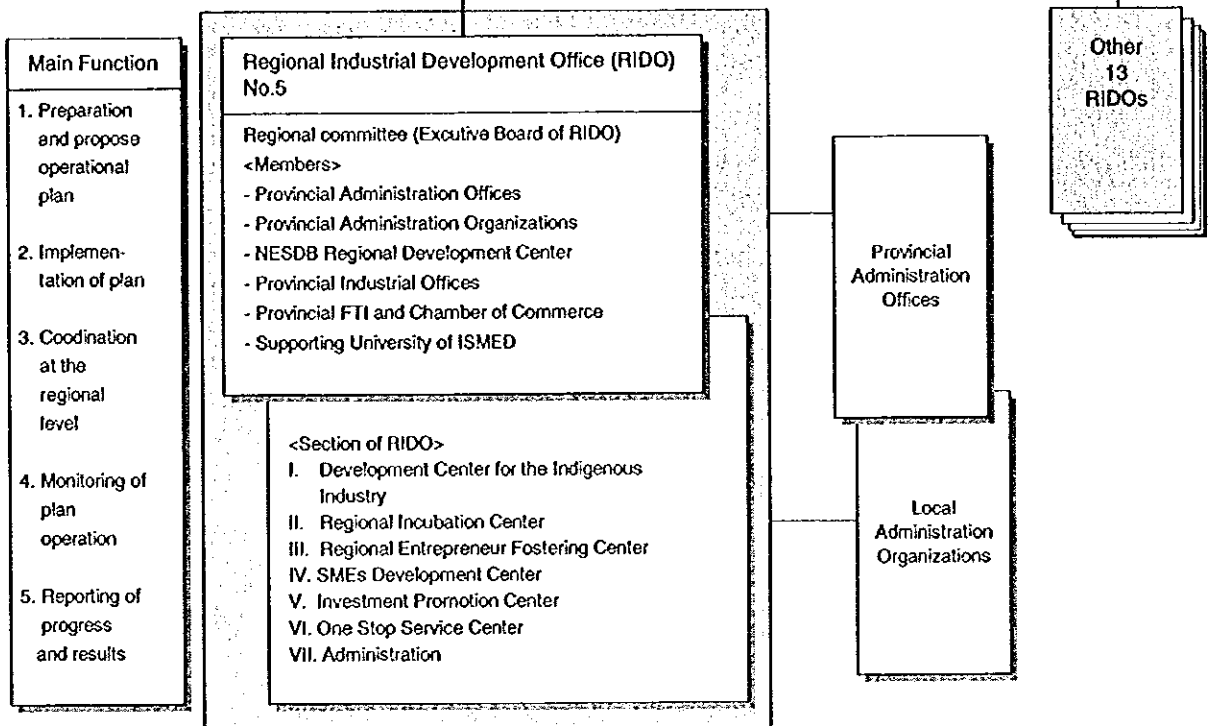 Main Function
1. Preparation
and propose
operational
plan
2. Implemen-
tation of plan
3. Coodination
at the
regional
level
4. Monitoring of
plan
operation
5. Reporting of
progress
and results
Regional Industrial Development Office (RIDO)
No.5
Regional committee (Excutive Board of RIDO)
<Members>
- Provincial Administration Offices
- Provincial Administration Organizations
- NESDB Regional Development Center
- Provincial Industrial Offices
- Provincial FTI and Chamber of Commerce
- Supporting University of ISMED
<Section of RIDO>
I. Development Center for the Indigenous
Industry
II. Regional Incubation Center
III. Regional Entrepreneur Fostering Center
IV. SMEs Development Center
V. Investment Promotion Center
VI. One Stop Service Center
VII. Administration
Provincial
Administration
Offices
Local
Administration
Organizations
Other
13
RIDOs